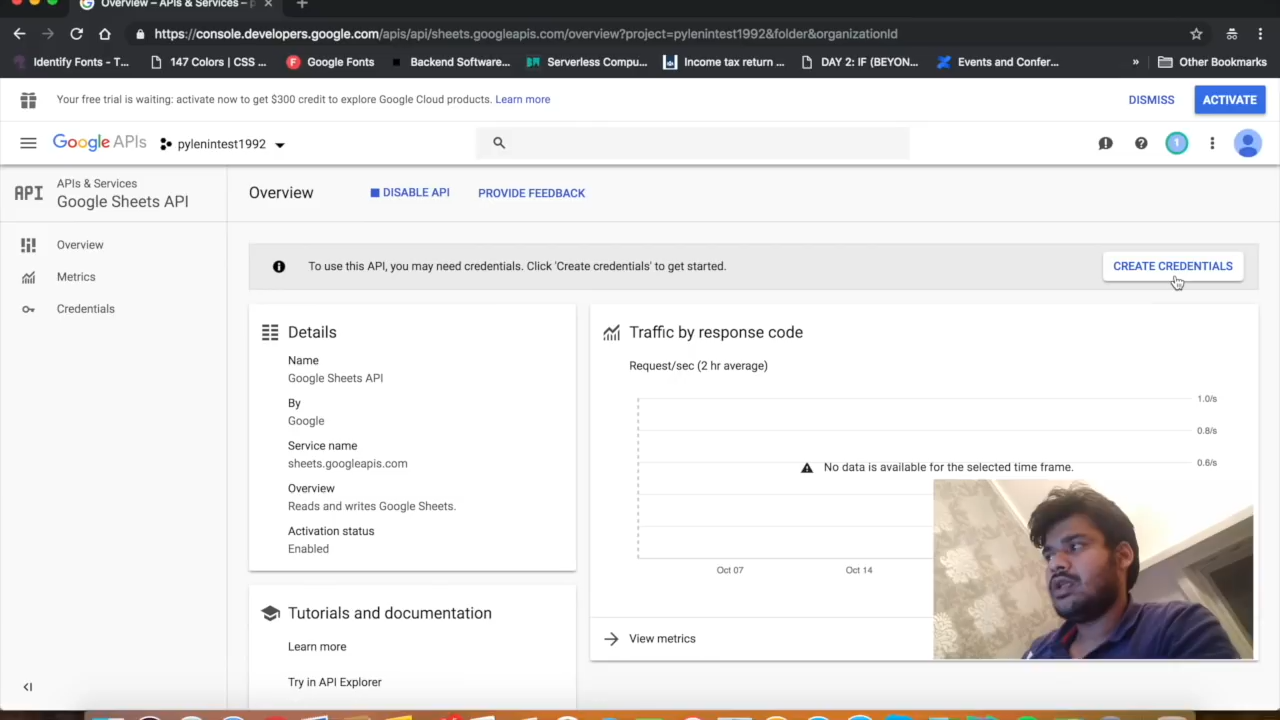 Overview – APIs & Services – p
https://console.developers.google.com/apis/api/sheets.googleapis.com/overview?project=pylenintest1992&folder&organizationId
Identify Fonts - T...
147 Colors | CSS ...
Google Fonts
Backend Software...
Serverless Compu...
Income tax return ...
DAY 2: IF (BEYON...
Events and Confer...
»
Other Bookmarks
Your free trial is waiting: activate now to get $300 credit to explore Google Cloud products. Learn more
DISMISS
ACTIVATE
Google APIs
pylenintest1992
1
API
APIs & Services
Google Sheets API
Overview
DISABLE API
PROVIDE FEEDBACK
Overview
Metrics
Credentials
To use this API, you may need credentials. Click 'Create credentials' to get started.
CREATE CREDENTIALS
Details
Name
Google Sheets API
By
Google
Service name
sheets.googleapis.com
Overview
Reads and writes Google Sheets.
Activation status
Enabled
Tutorials and documentation
Learn more
Try in API Explorer
Traffic by response code
Request/sec (2 hr average)
1.0/s
0.8/s
0.6/s
No data is available for the selected time frame.
Oct 07
Oct 14
View metrics